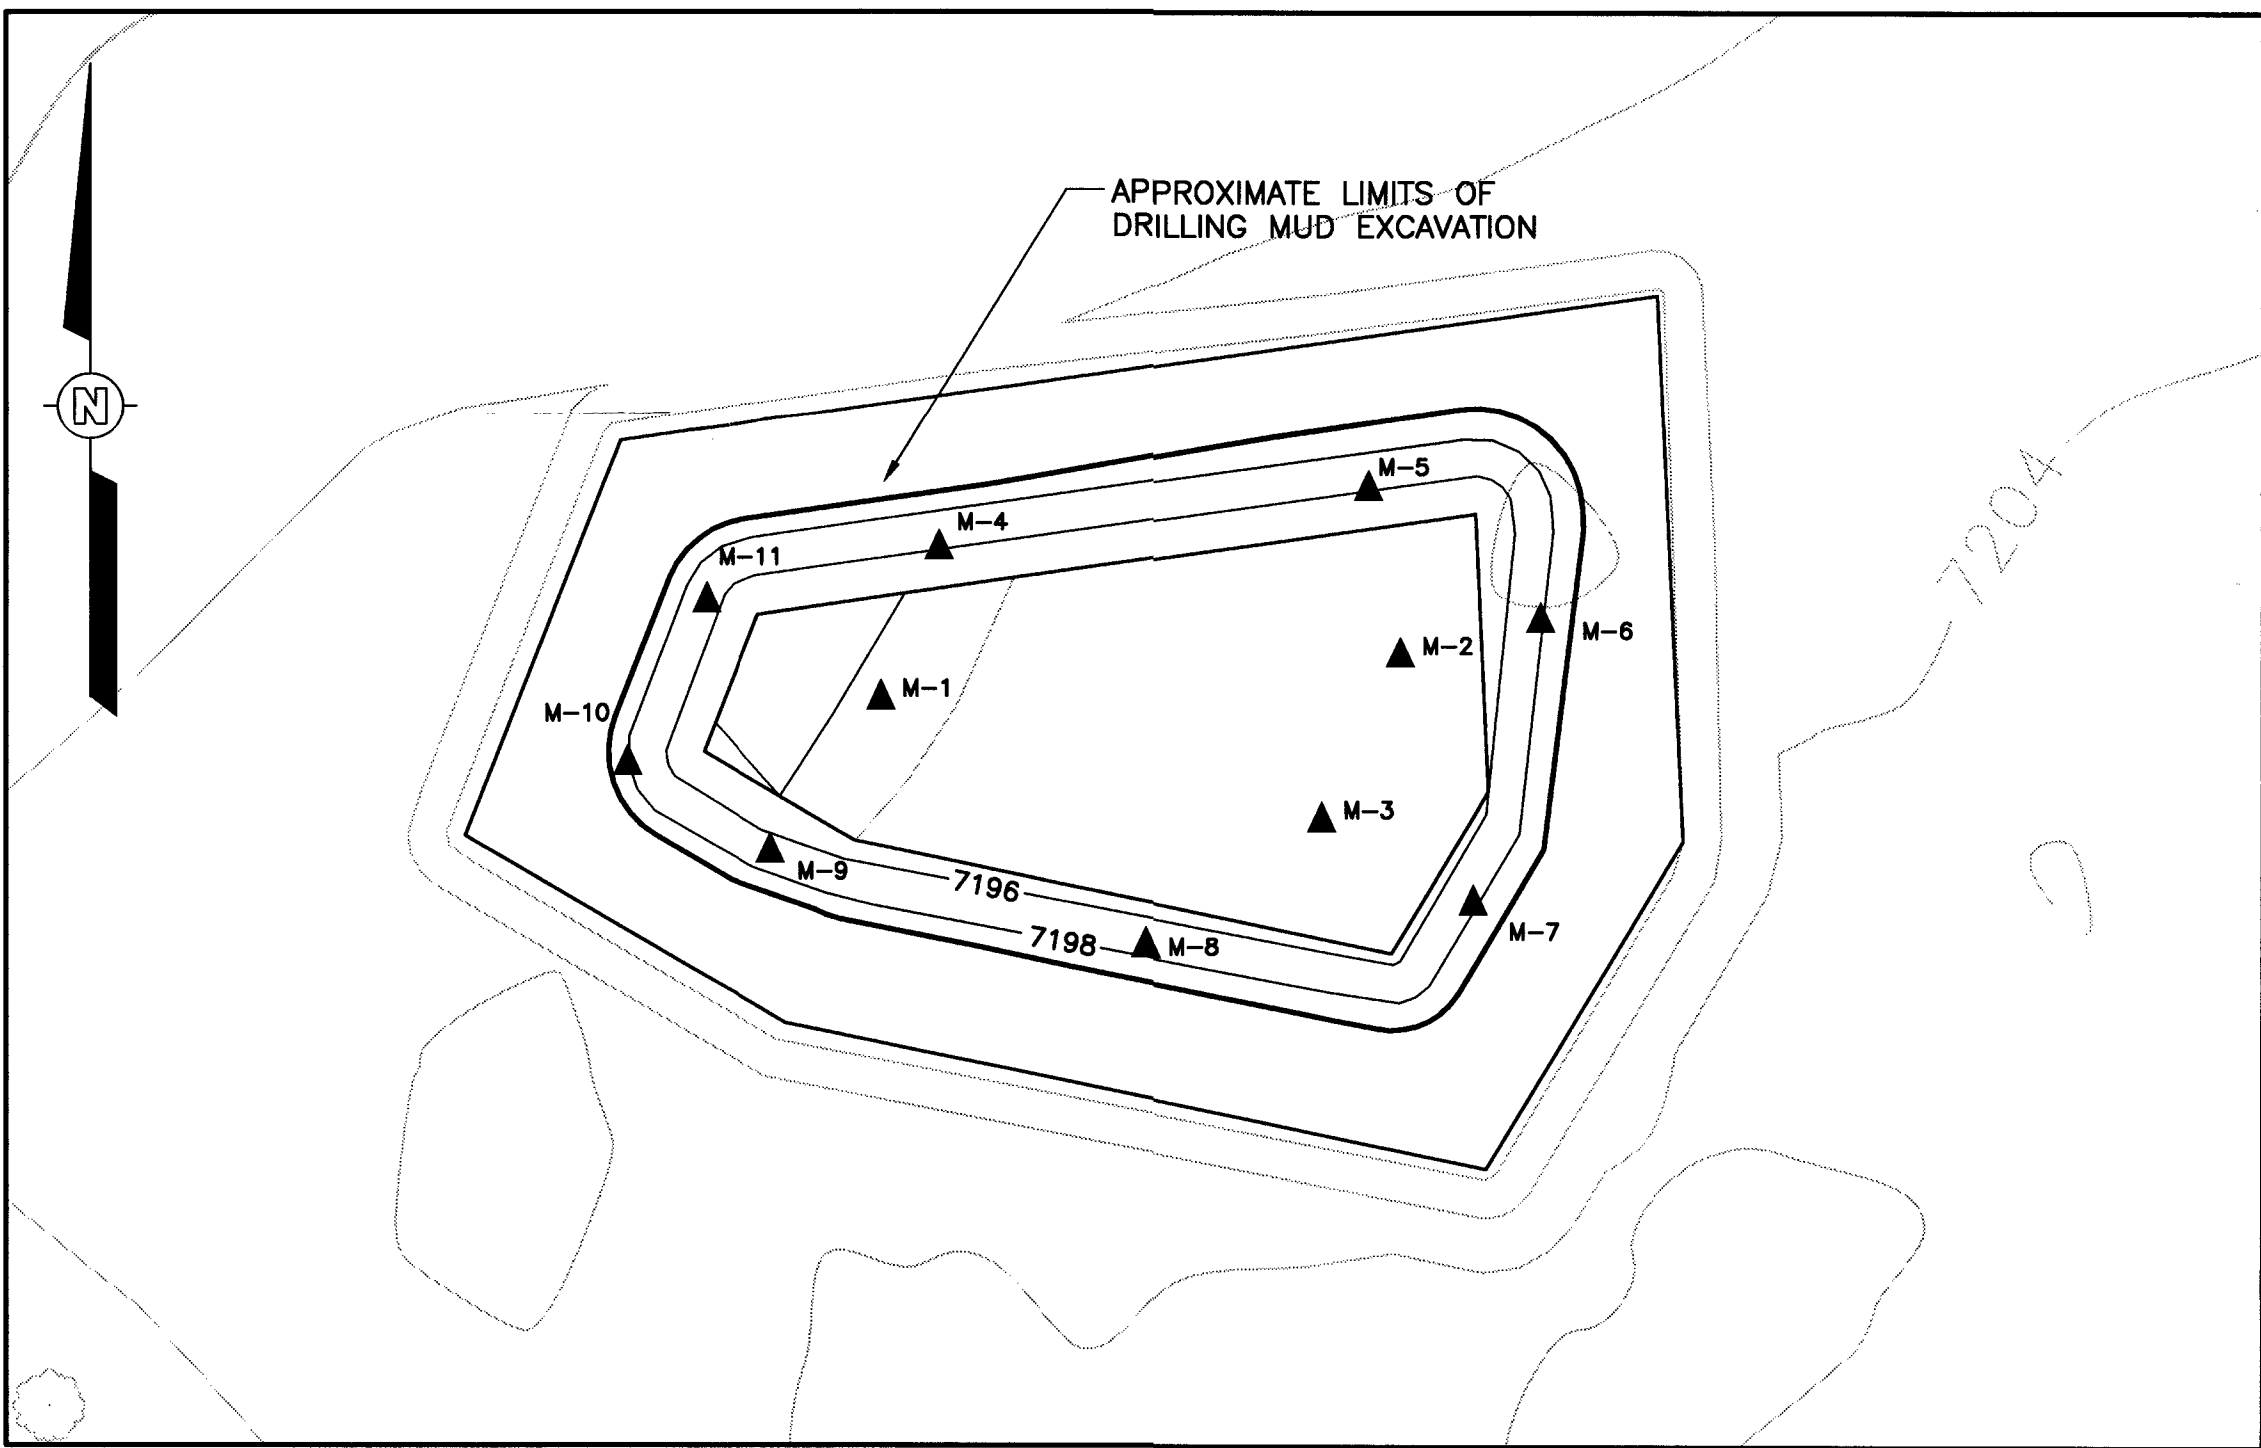 APPROXIMATE LIMITS OF
DRILLING MUD EXCAVATION
N
M-5
M-4
M-11
M-6
M-2
M-1
M-10
7204
M-3
M-9
7196
7198
M-8
M-7